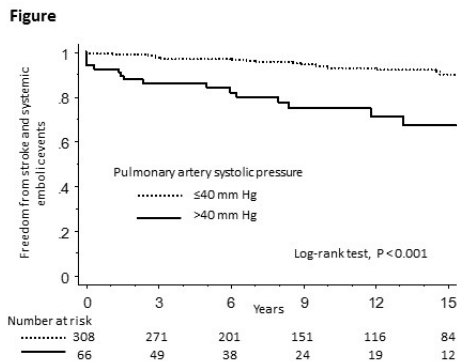 Figure
Freedom from stroke and systemic
embolicevents
1
.8
.6
.4
.2
0
Pulmonary artery systolic pressure
≤40 mm Hg
>40 mm Hg
Log-rank test, P<0.001
0 3 6 9 12 15
Years
Number at risk
308 271 201 151 116 84
66 49 38 24 19 12